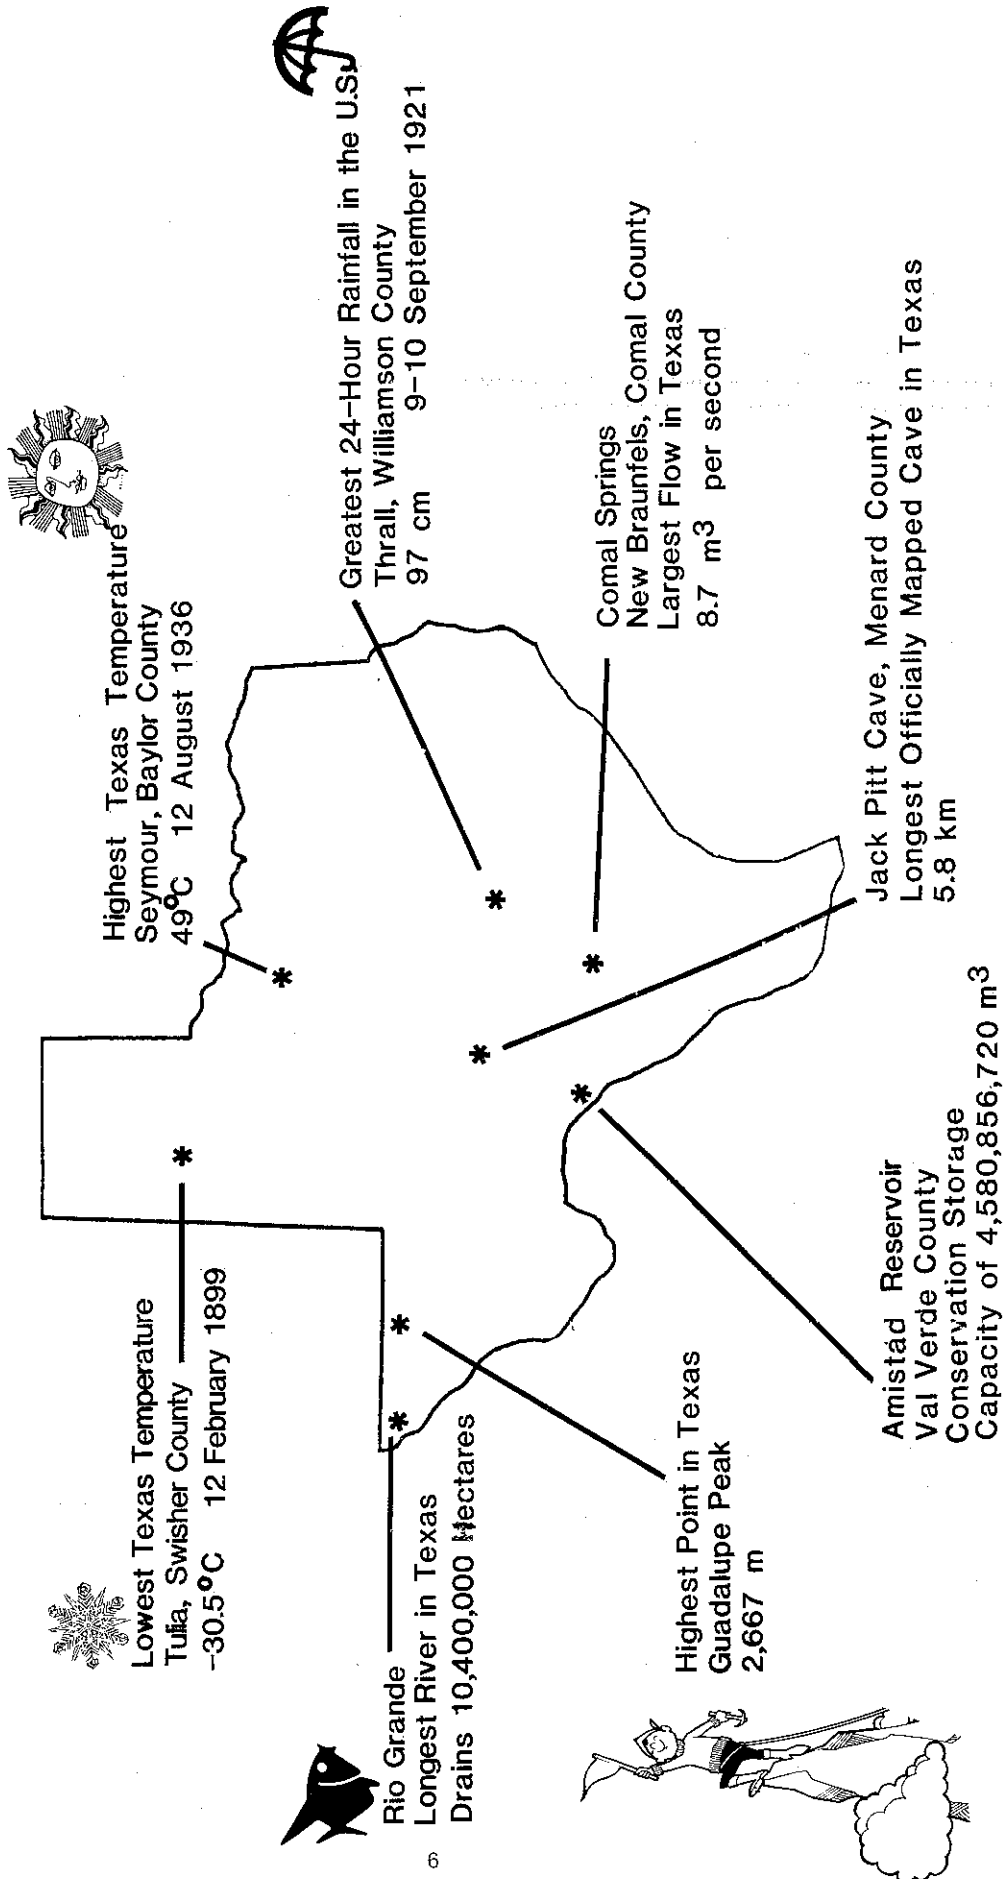 Lowest Texas Temperature
Tulia, Swisher County
-30.5°C 12 February 1899
Highest Texas Temperature
Seymour, Baylor County
49°C 12 August 1936
Greatest 24-Hour Rainfall in the U.S.
Thrall, Williamson County
97 cm 9-10 September 1921
Rio Grande
Longest River in Texas
Drains 10,400,000 Hectares
Comal Springs
New Braunfels, Comal County
Largest Flow in Texas
8.7 m³ per second
Highest Point in Texas
Guadalupe Peak
2,667 m
Jack Pitt Cave, Menard County
Longest Officially Mapped Cave in Texas
5.8 km
Amistad Reservoir
Val Verde County
Conservation Storage
Capacity of 4,580,856,720 m³
6